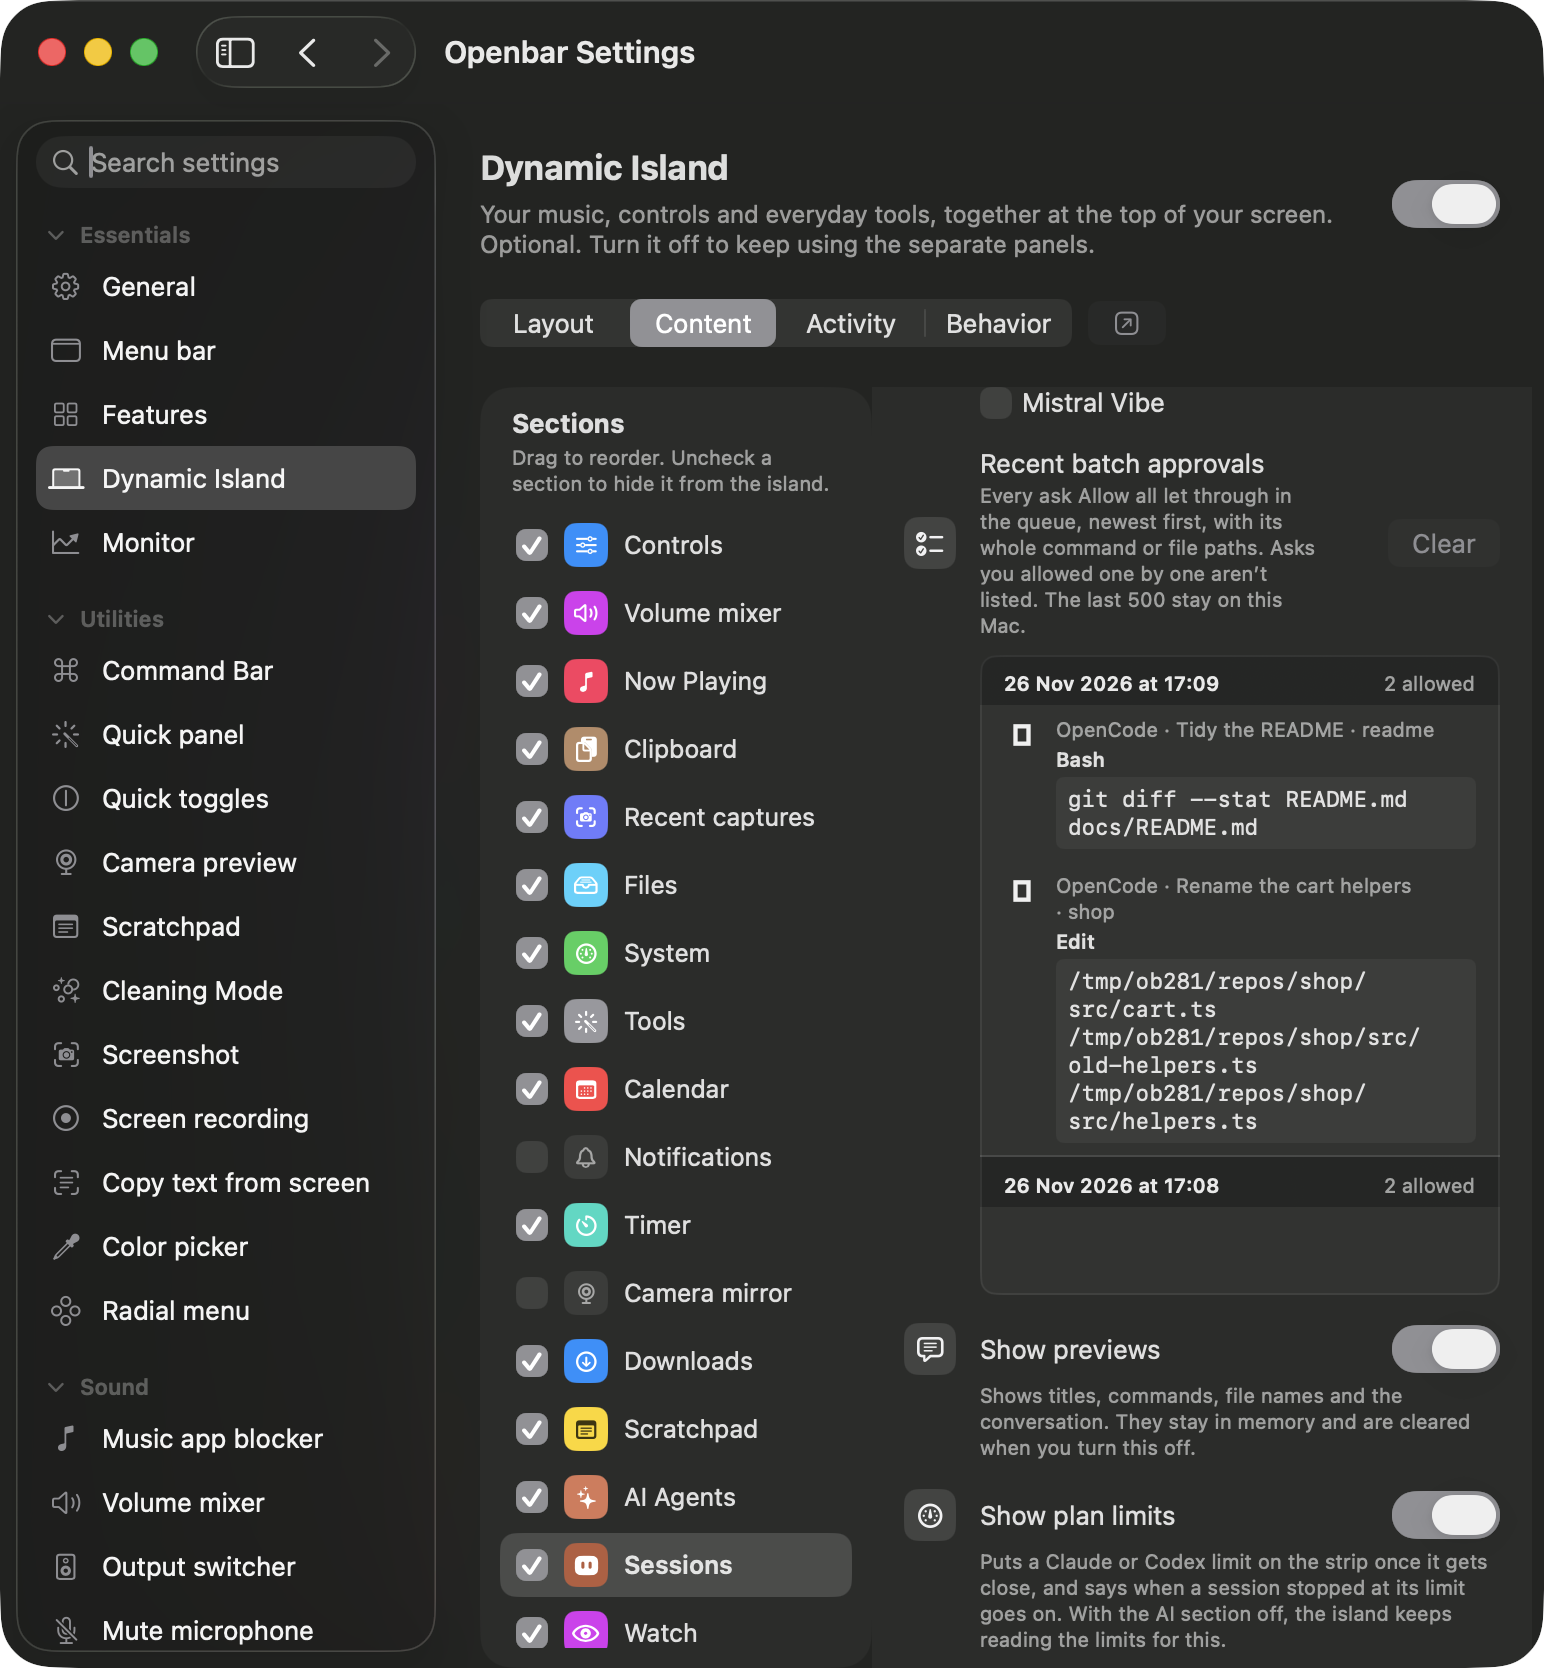 Openbar Settings
Search settings
Essentials
General
Menu bar
Features
Dynamic Island
Monitor
Utilities
Command Bar
Quick panel
Quick toggles
Camera preview
Scratchpad
Cleaning Mode
Screenshot
Screen recording
Copy text from screen
Color picker
Radial menu
Sound
Music app blocker
Volume mixer
Output switcher
Mute microphone
Dynamic Island
Your music, controls and everyday tools, together at the top of your screen.
Optional. Turn it off to keep using the separate panels.
Layout
Content
Activity
Behavior
Sections
Drag to reorder. Uncheck a
section to hide it from the island.
Controls
Volume mixer
Now Playing
Clipboard
Recent captures
Files
System
Tools
Calendar
Notifications
Timer
Camera mirror
Downloads
Scratchpad
AI Agents
Sessions
Watch
Mistral Vibe
Recent batch approvals
Every ask Allow all let through in
the queue, newest first, with its
whole command or file paths. Asks
you allowed one by one aren’t
listed. The last 500 stay on this
Mac.
Clear
26 Nov 2026 at 17:09
2 allowed
OpenCode · Tidy the README · readme
Bash
git diff --stat README.md
docs/README.md
OpenCode · Rename the cart helpers
· shop
Edit
/tmp/ob281/repos/shop/
src/cart.ts
/tmp/ob281/repos/shop/src/
old-helpers.ts
/tmp/ob281/repos/shop/
src/helpers.ts
26 Nov 2026 at 17:08
2 allowed
Show previews
Shows titles, commands, file names and the
conversation. They stay in memory and are cleared
when you turn this off.
Show plan limits
Puts a Claude or Codex limit on the strip once it gets
close, and says when a session stopped at its limit
goes on. With the AI section off, the island keeps
reading the limits for this.